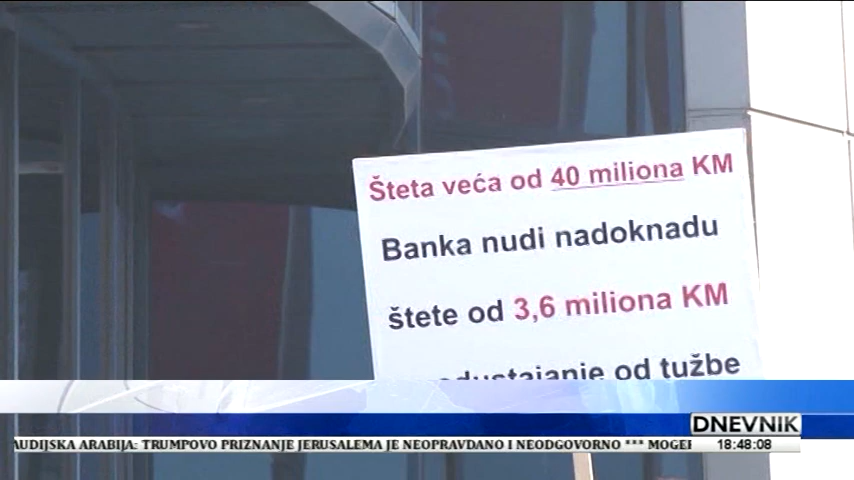 Šteta veća od 40 miliona KM
Banka nudi nadoknadu
štete od 3,6 miliona KM
od tužbe
DNEVNIK
AUDIJSKA ARABIJA: TRUMPOVO PRIZNANJE JERUSALEMA JE NEOPRAVDANO I NEODGOVORNO *** MOGER
18:48:08